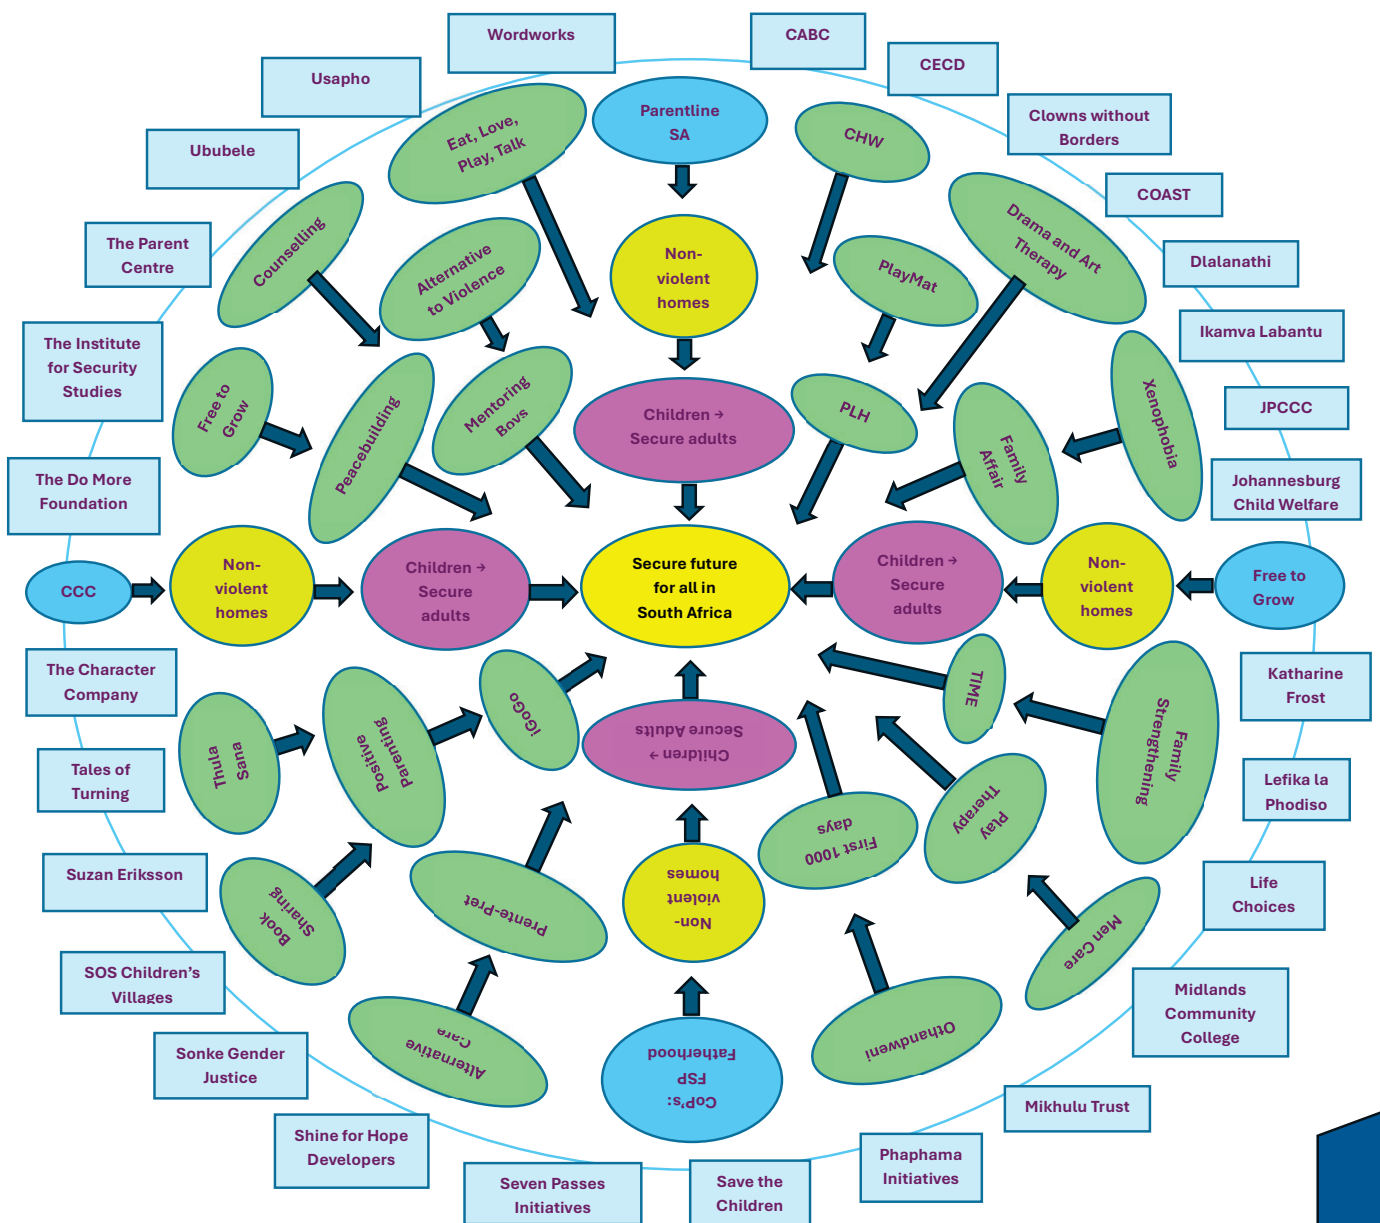 Wordworks
CABC
CECD
Usapho
Clowns without
Borders
Ububele
COAST
The Parent
Centre
Dlalanathi
The Institute
for Security
Studies
Ikamva Labantu
JPCCC
The Do More
Foundation
Johannesburg
Child Welfare
Parentline
SA
Eat, Love,
Play, Talk
CHW
Counselling
Alternative
to Violence
Non-
violent
homes
PlayMat
Drama and Art
Therapy
Free to
Grow
Peacebuilding
Mentoring
Boys
Children →
Secure adults
PLH
Family
Affair
Xenophobia
CCC
Non-
violent
homes
Children →
Secure
adults
Secure future
for all in
South Africa
Children →
Secure
adults
Non-
violent
homes
Free to
Grow
The Character
Company
Thula
Sana
Positive
Parenting
iGoGo
Children →
Secure Adults
TIME
Family
Strengthening
Katharine
Frost
Tales of
Turning
Book
Sharing
Prente-Pret
Non-
violent
homes
First 1000
days
Play
Therapy
Lefika la
Phodiso
Suzan Eriksson
Alternative
Care
CoP's:
FSP
Fatherhood
Othandweni
Men Care
Life
Choices
SOS Children's
Villages
Midlands
Community
College
Sonke Gender
Justice
Mikhulu Trust
Shine for Hope
Developers
Seven Passes
Initiatives
Save the
Children
Phaphama
Initiatives